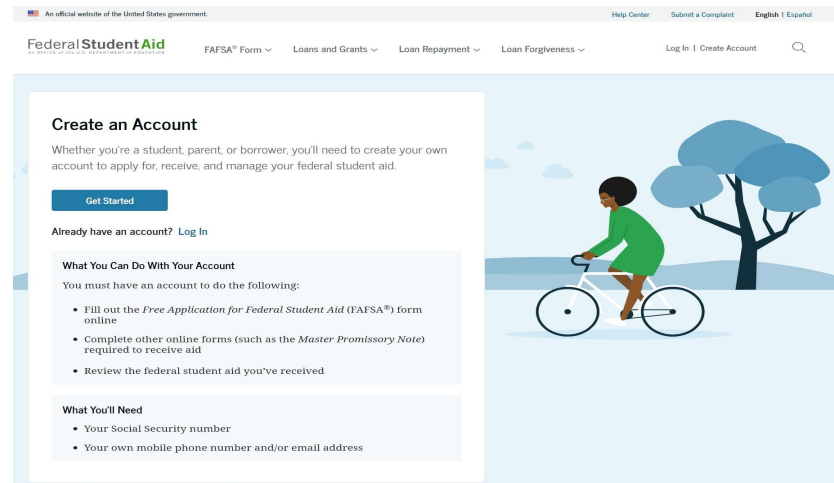 An official website of the United States government.
Help Center Submit a Complaint English | Español
Federal Student Aid
An OFFICE of the U.S. DEPARTMENT of EDUCATION
FAFSA® Form Loans and Grants Loan Repayment Loan Forgiveness
Log In | Create Account
Create an Account
Whether you're a student, parent, or borrower, you'll need to create your own
account to apply for, receive, and manage your federal student aid.
Get Started
Already have an account? Log In
What You Can Do With Your Account
You must have an account to do the following:
• Fill out the Free Application for Federal Student Aid (FAFSA®) form
online
• Complete other online forms (such as the Master Promissory Note)
required to receive aid
• Review the federal student aid you've received
What You'll Need
• Your Social Security number
• Your own mobile phone number and/or email address